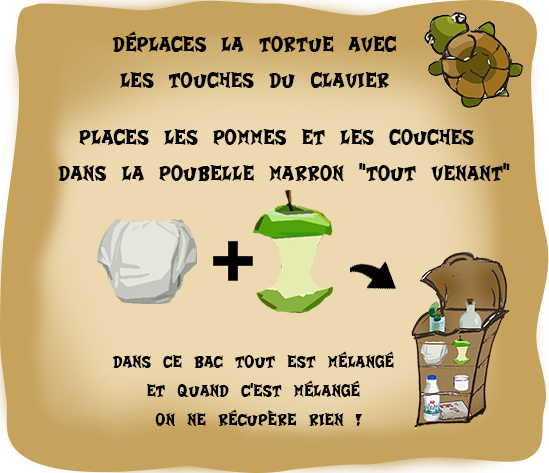 DÉPLACES LA TORTUE AVEC
LES TOUCHES DU CLAVIER
PLACES LES POMMES ET LES COUCHES
DANS LA POUBELLE MARRON "TOUT VENANT"
DANS CE BAC TOUT EST MÉLANGÉ
ET QUAND C'EST MÉLANGÉ
ON NE RÉCUPÈRE RIEN !